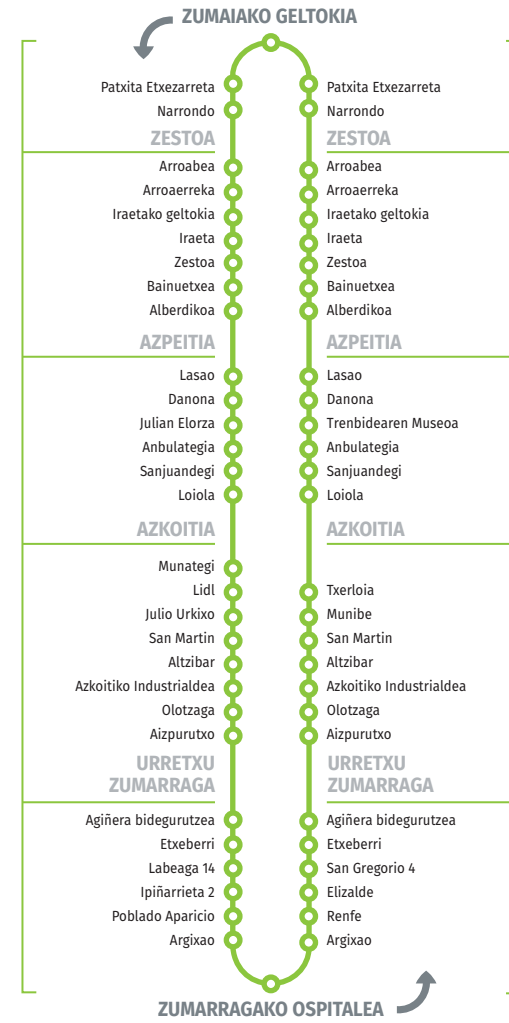 ZUMAIAKO GELTOKIA
Patxita Etxezarreta
Narrondo
ZESTOA
Arroabea
Arroaerreka
Iraetako geltokia
Iraeta
Zestoa
Bainuetxea
Alberdikoa
AZPEITIA
Lasao
Danona
Julian Elorza
Anbulategia
Sanjuandegi
Loiola
AZKOITIA
Munategi
Lidl
Julio Urkixo
San Martin
Altzibar
Azkoitiko Industrialdea
Olotzaga
Aizpurutxo
URRETXU
ZUMARRAGA
Agiñera bidegurutzea
Etxeberri
Labeaga 14
Ipiñarrieta 2
Poblado Aparicio
Argixao
Patxita Etxezarreta
Narrondo
ZESTOA
Arroabea
Arroaerreka
Iraetako geltokia
Iraeta
Zestoa
Bainuetxea
Alberdikoa
AZPEITIA
Lasao
Danona
Trenbidearen Museoa
Anbulategia
Sanjuandegi
Loiola
AZKOITIA
Txerloia
Munibe
San Martin
Altzibar
Azkoitiko Industrialdea
Olotzaga
Aizpurutxo
URRETXU
ZUMARRAGA
Agiñera bidegurutzea
Etxeberri
San Gregorio 4
Elizalde
Renfe
Argixao
ZUMARRAGAKO OSPITALEA